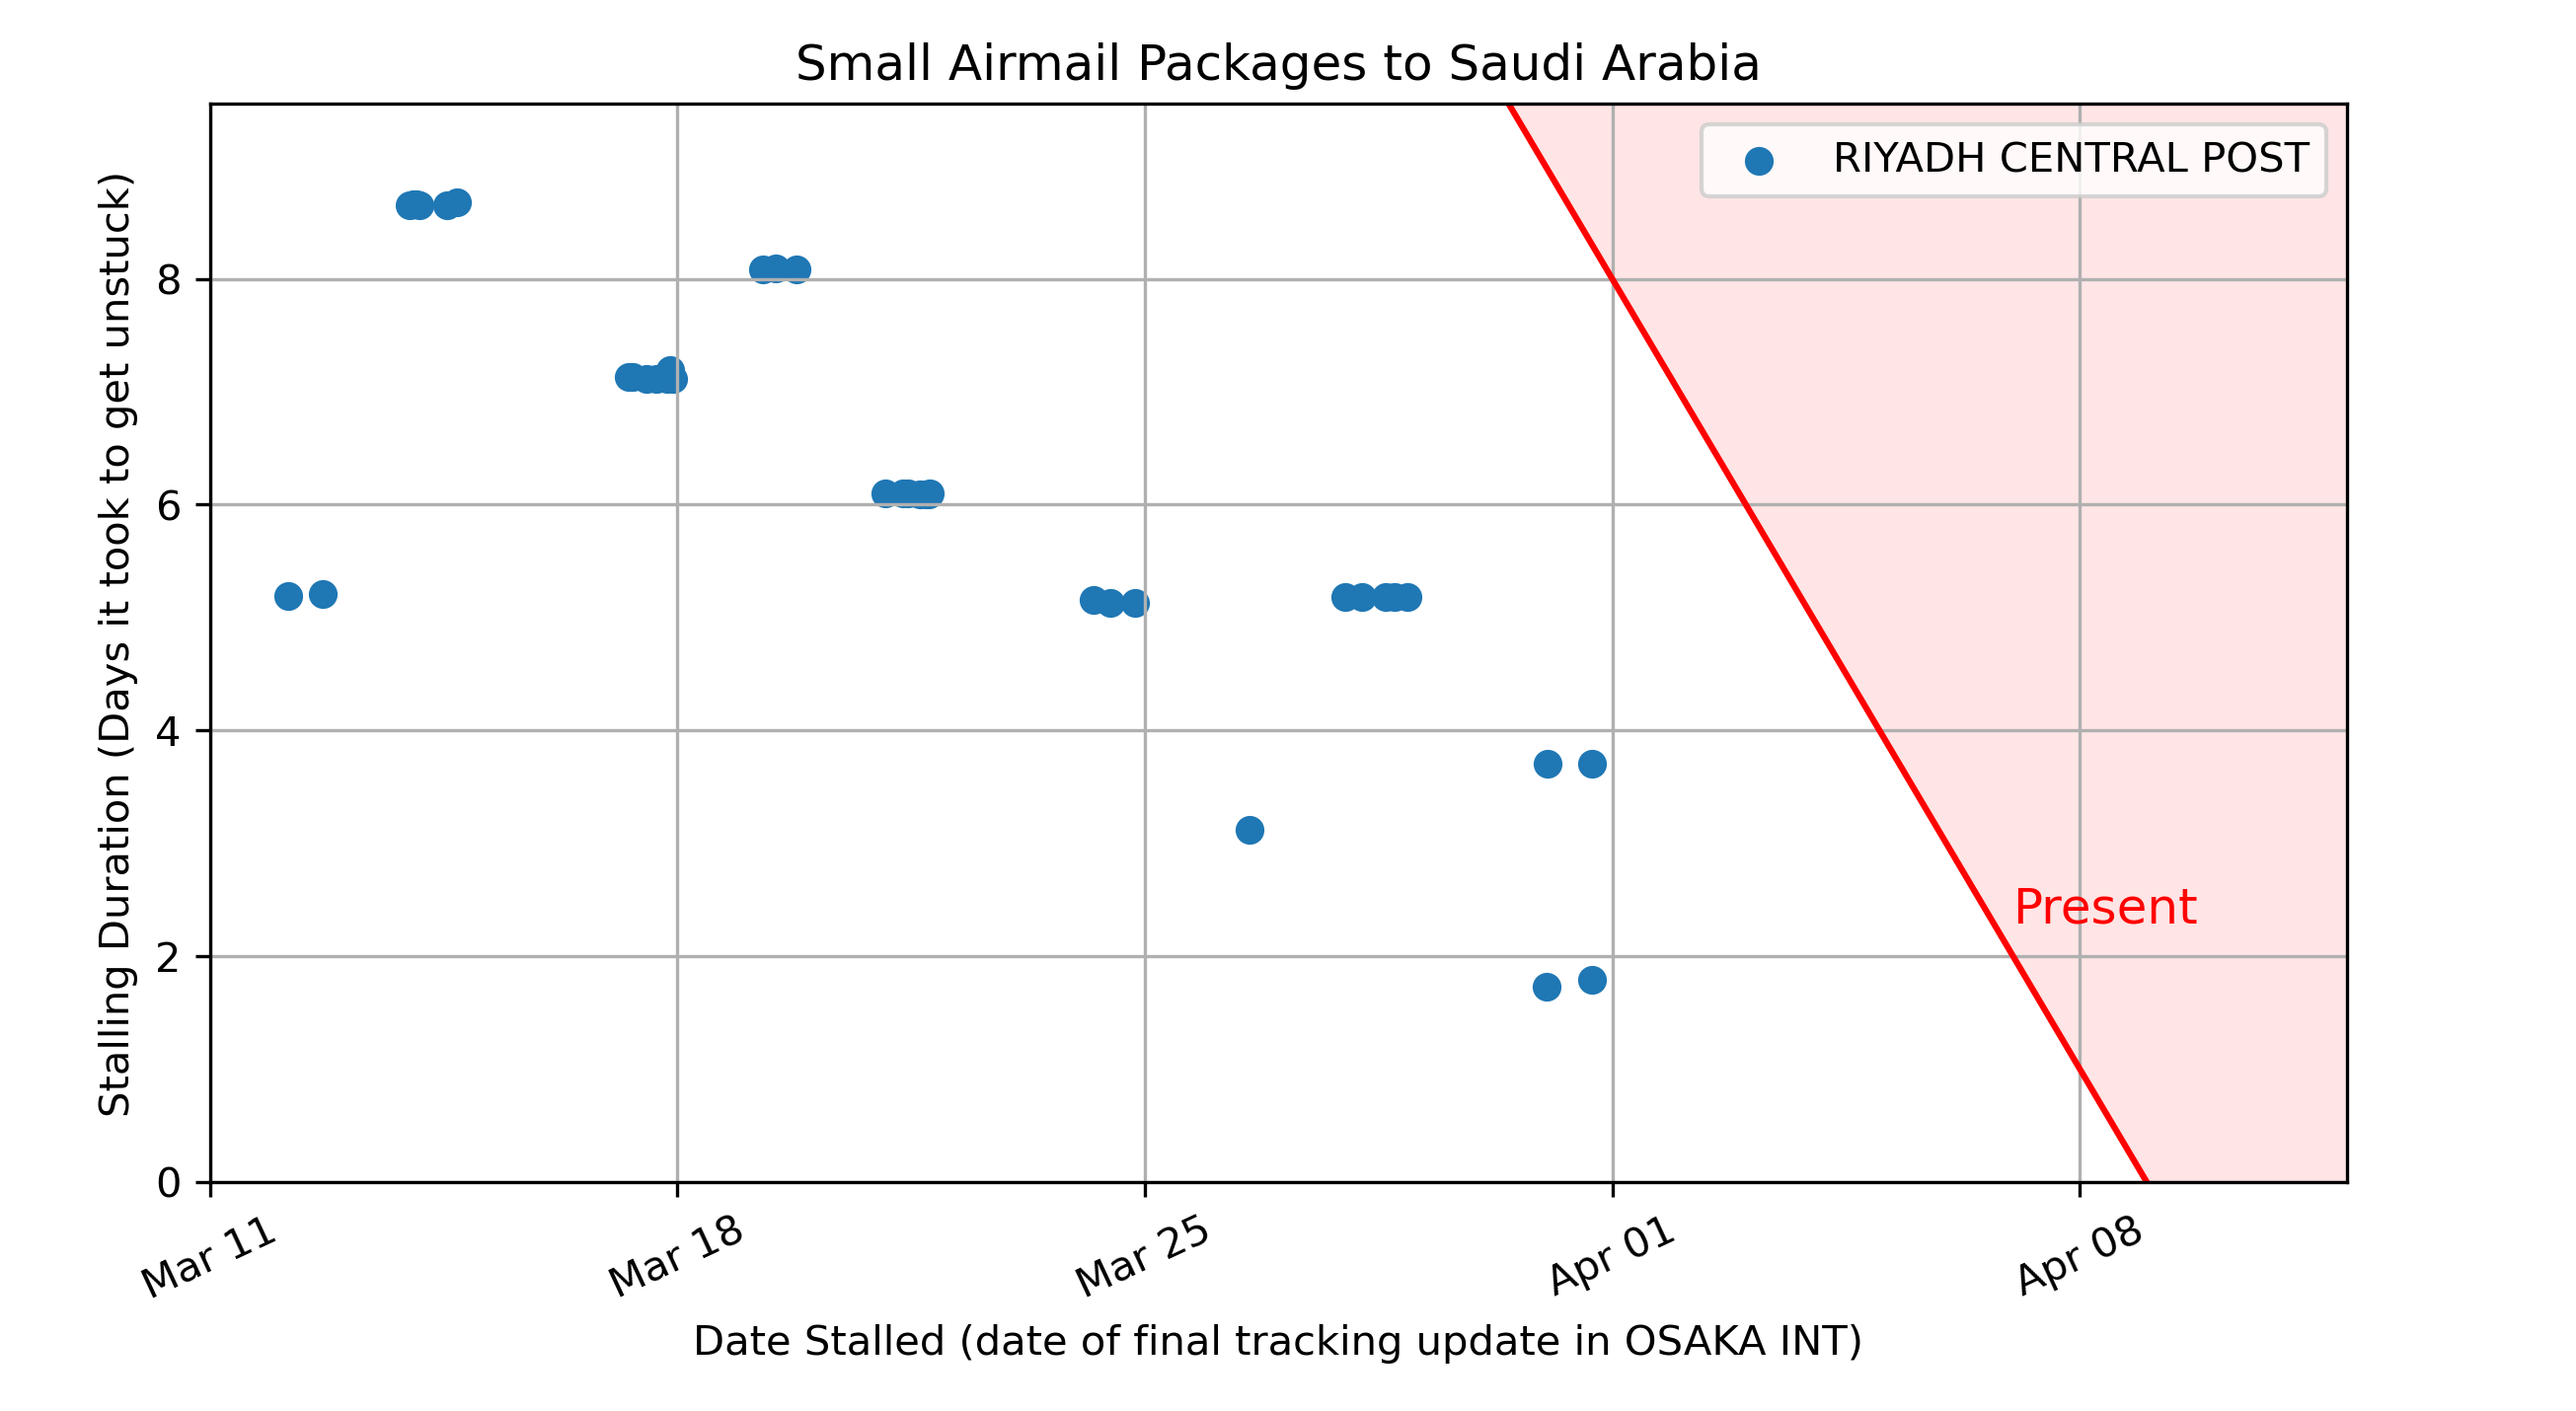 Small Airmail Packages to Saudi Arabia
RIYADH CENTRAL POST
Stalling Duration (Days it took to get unstuck)
8
6
4
2
0
Present
Mar 11
Mar 18
Mar 25
Apr 01
Apr 08
Date Stalled (date of final tracking update in OSAKA INT)